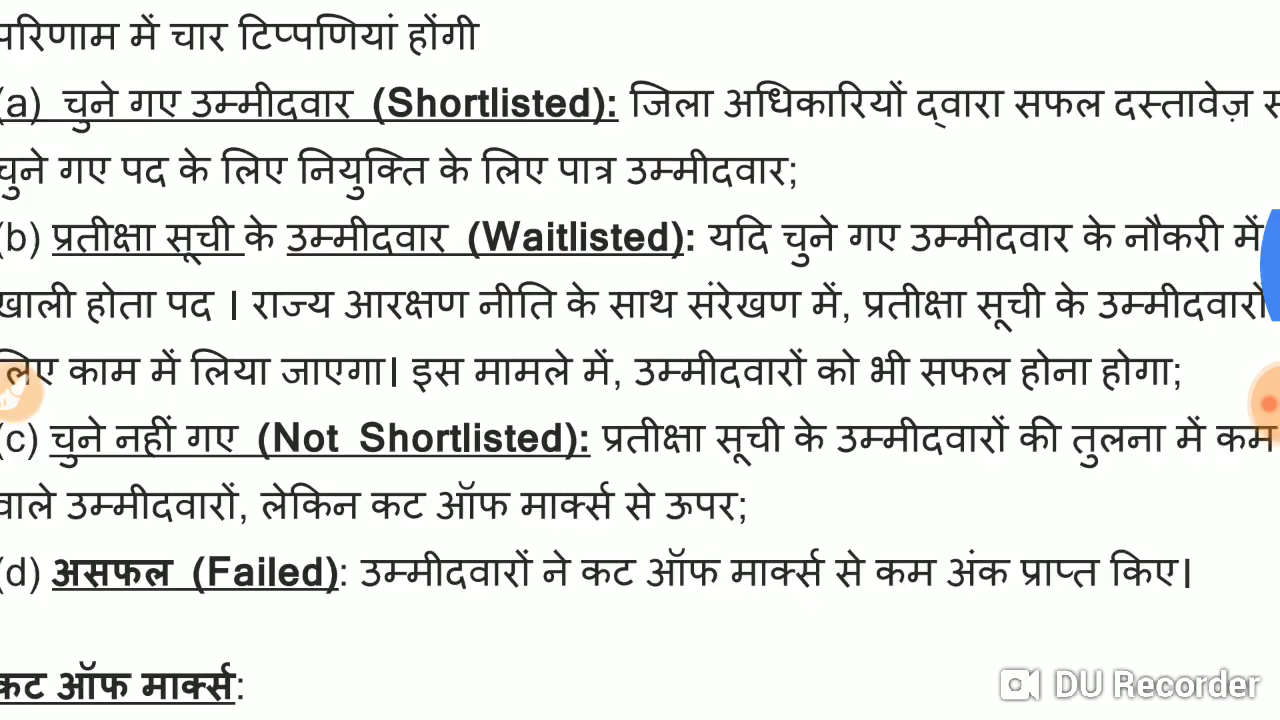 परिणाम में चार टिप्पणियां होंगी
(a) चुने गए उम्मीदवार (Shortlisted): जिला अधिकारियों द्वारा सफल दस्तावेज़
चुने गए पद के लिए नियुक्ति के लिए पात्र उम्मीदवार;
(b) प्रतीक्षा सूची के उम्मीदवार (Waitlisted): यदि चुने गए उम्मीदवार के नौकरी में
खाली होता पद । राज्य आरक्षण नीति के साथ संरेखण में, प्रतीक्षा सूची के उम्मीदवारों
लिए काम में लिया जाएगा। इस मामले में, उम्मीदवारों को भी सफल होना होगा;
(c) चुने नहीं गए (Not Shortlisted): प्रतीक्षा सूची के उम्मीदवारों की तुलना में कम
वाले उम्मीदवारों, लेकिन कट ऑफ मार्क्स से ऊपर;
(d) असफल (Failed): उम्मीदवारों ने कट ऑफ मार्क्स से कम अंक प्राप्त किए।
कट ऑफ मार्क्स:
DU Recorder